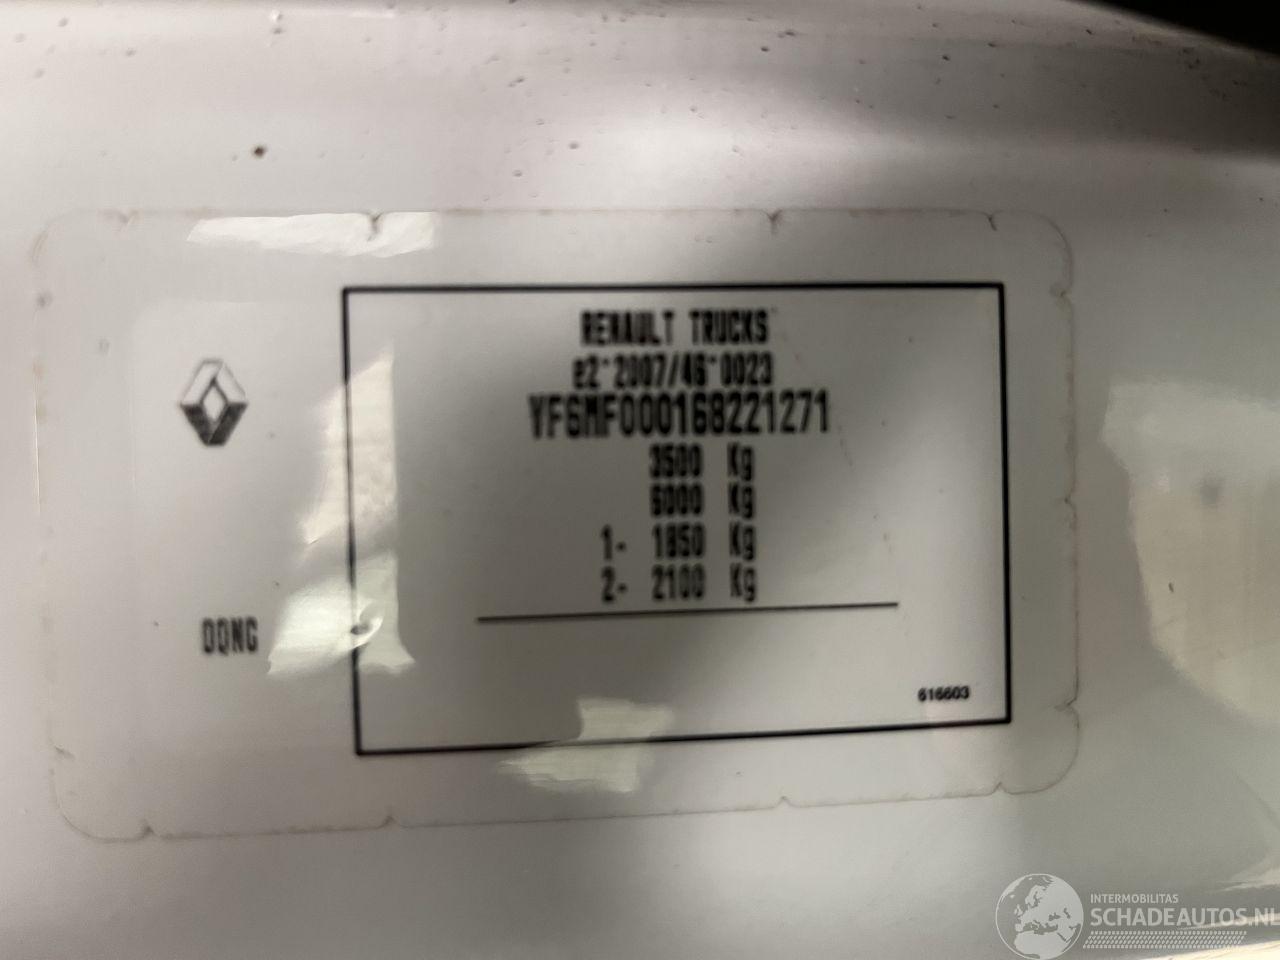 RENAULT TRUCKS
e2*2007/46*0023
YF6MF000168221271
3500 Kg
6000 Kg
1- 1850 Kg
2- 2100 Kg
DQNG
616603
INTERMOBILITAS
SCHADEAUTOS.NL